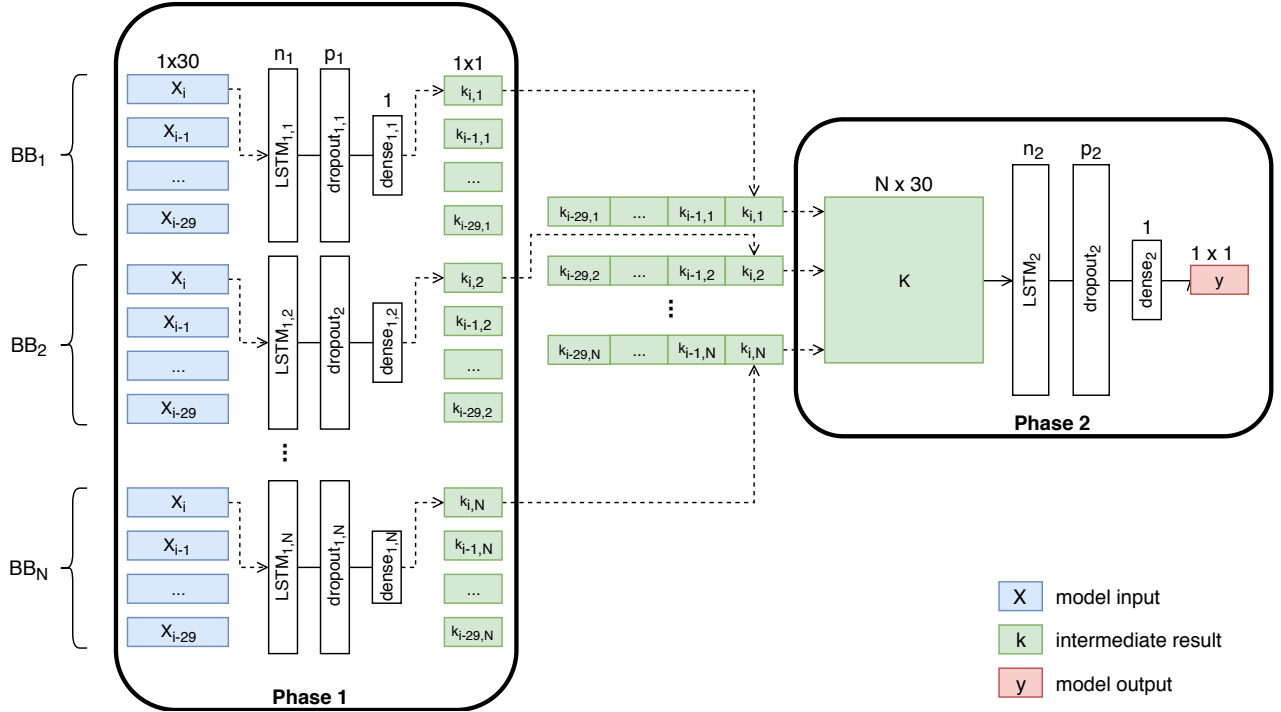 1x30
n1
p1
1
1x1
BB1
Xi
Xi-1
...
Xi-29
LSTM1,1
dropout1,1
dense1,1
ki,1
ki-1,1
...
ki-29,1
BB2
Xi
Xi-1
...
Xi-29
LSTM1,2
dropout2
dense1,2
ki,2
ki-1,2
...
ki-29,2
...
BBN
Xi
Xi-1
...
Xi-29
LSTM1,N
dropout1,N
dense1,N
ki,N
ki-1,N
...
ki-29,N
Phase 1
ki-29,1 ... ki-1,1 ki,1
ki-29,2 ... ki-1,2 ki,2
...
ki-29,N ... ki-1,N ki,N
N x 30
K
n2
p2
1
1 x 1
LSTM2
dropout2
dense2
y
Phase 2
X model input
k intermediate result
y model output